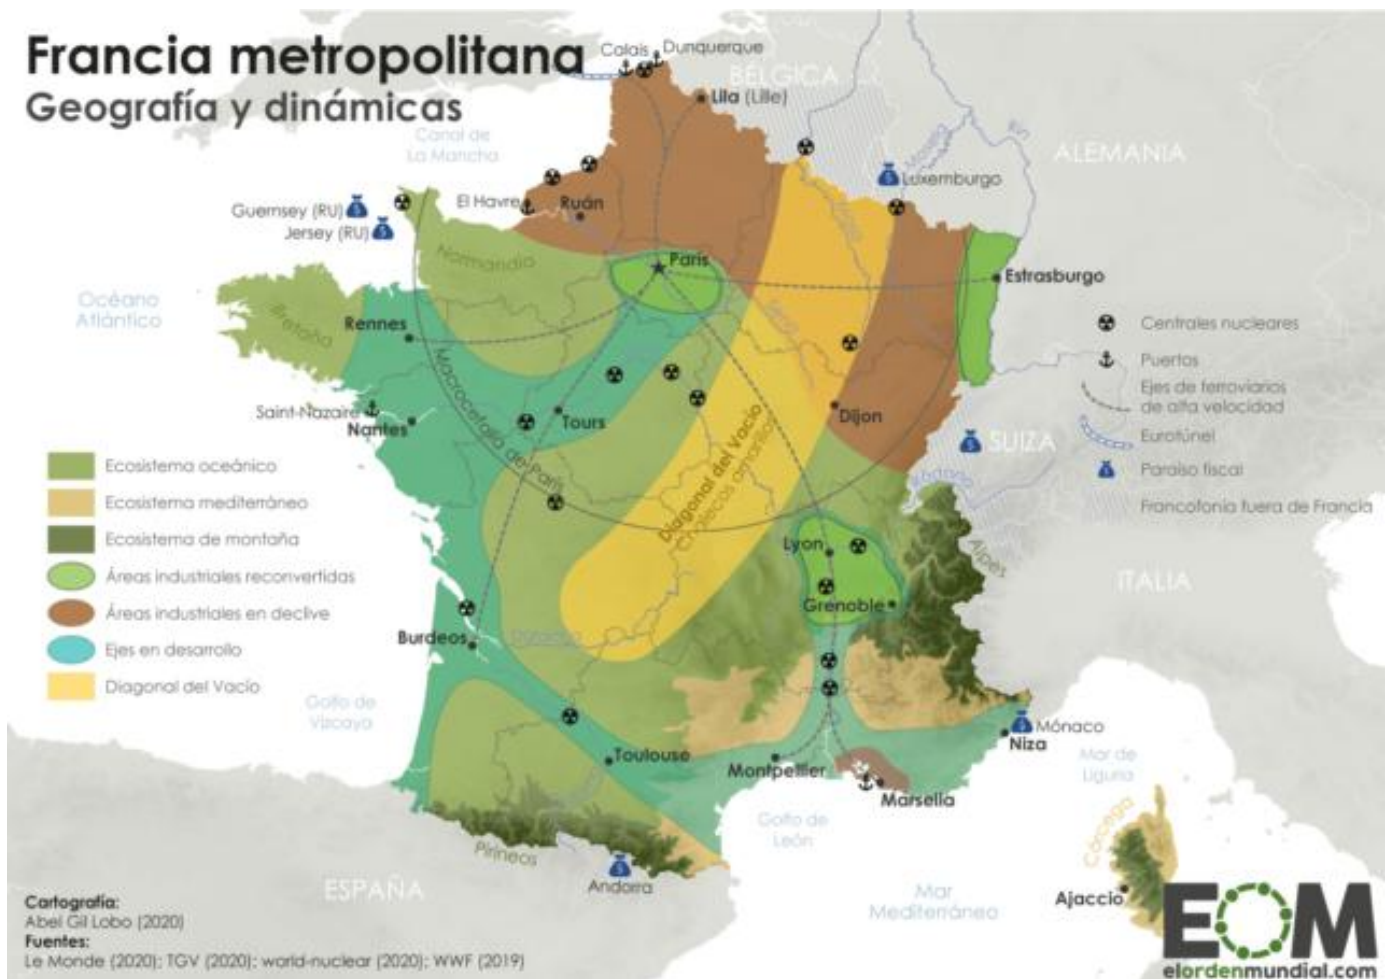 Francia metropolitana
Geografía y dinámicas
Calais
Dunquerque
BÉLGICA
Lila (Lille)
Canal de
La Mancha
Mosela
Rin
ALEMANIA
Luxemburgo
El Havre
Ruán
Guernsey (RU)
Jersey (RU)
Normandía
París
Estrasburgo
Océano
Atlántico
Bretaña
Rennes
Macrocefalia de París
Centrales nucleares
Puertos
Ejes de ferroviarios
de alta velocidad
Eurotúnel
Paraíso fiscal
Francofonía fuera de Francia
Saint-Nazaire
Nantes
Tours
Dijon
Diagonal del Vacío
Chalecos amarillos
SUIZA
Ródano
Ecosistema oceánico
Ecosistema mediterráneo
Ecosistema de montaña
Áreas industriales reconvertidas
Áreas industriales en declive
Ejes en desarrollo
Diagonal del Vacío
Lyon
Alpes
ITALIA
Grenoble
Burdeos
Golfo de
Vizcaya
Toulouse
Montpellier
Marsella
Mónaco
Niza
Mar de
Liguria
Golfo de
León
Córcega
Pirineos
Andorra
ESPAÑA
Mar
Mediterráneo
Ajaccio
Cartografía:
Abel Gil Lobo (2020)
Fuentes:
Le Monde (2020); TGV (2020); world-nuclear (2020); WWF (2019)
EOM
elordenmundial.com